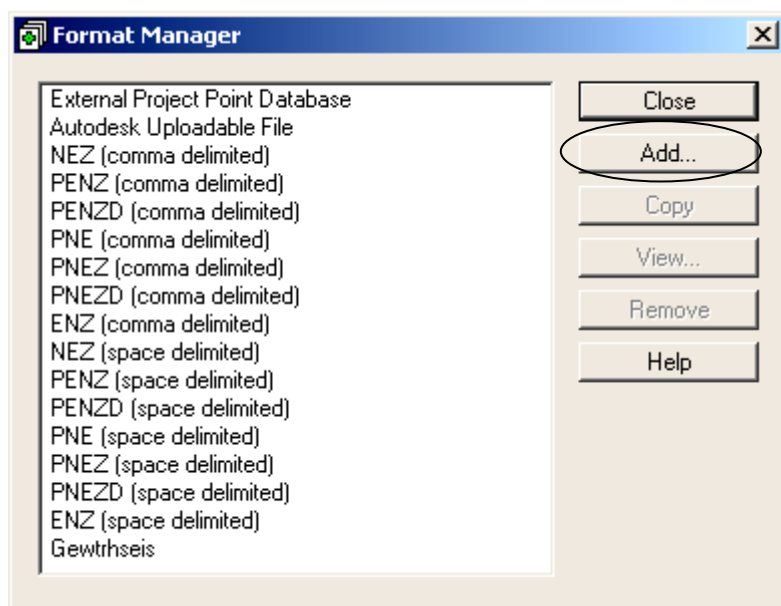 Format Manager
External Project Point Database
Autodesk Uploadable File
NEZ (comma delimited)
PENZ (comma delimited)
PENZD (comma delimited)
PNE (comma delimited)
PNEZ (comma delimited)
PNEZD (comma delimited)
ENZ (comma delimited)
NEZ (space delimited)
PENZ (space delimited)
PENZD (space delimited)
PNE (space delimited)
PNEZ (space delimited)
PNEZD (space delimited)
ENZ (space delimited)
Gewtrhseis
Close
Add...
Copy
View...
Remove
Help